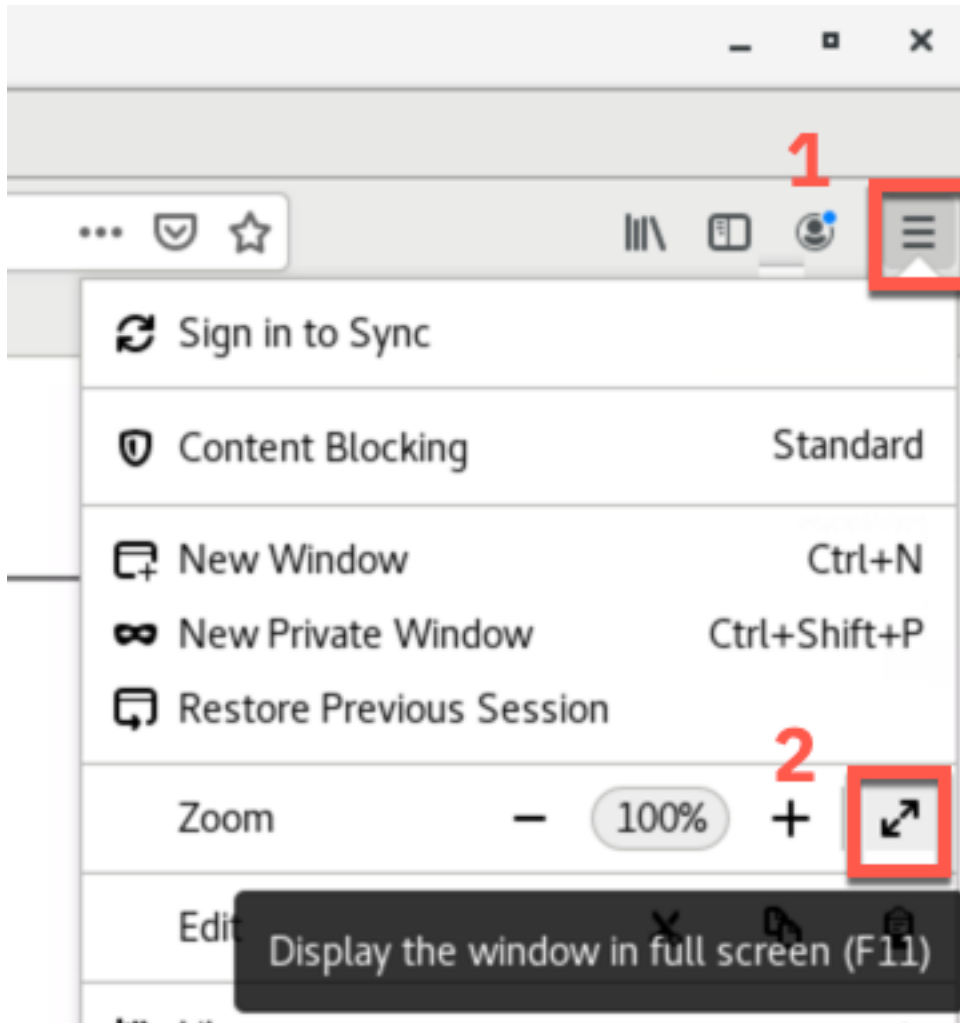 1
Sign in to Sync
Content Blocking Standard
New Window Ctrl+N
New Private Window Ctrl+Shift+P
Restore Previous Session
2
Zoom − 100% +
Edit
Display the window in full screen (F11)